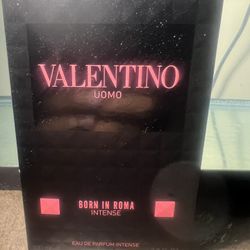 VALENTINO
UOMO
BORN IN ROMA
INTENSE
EAU DE PARFUM INTENSE